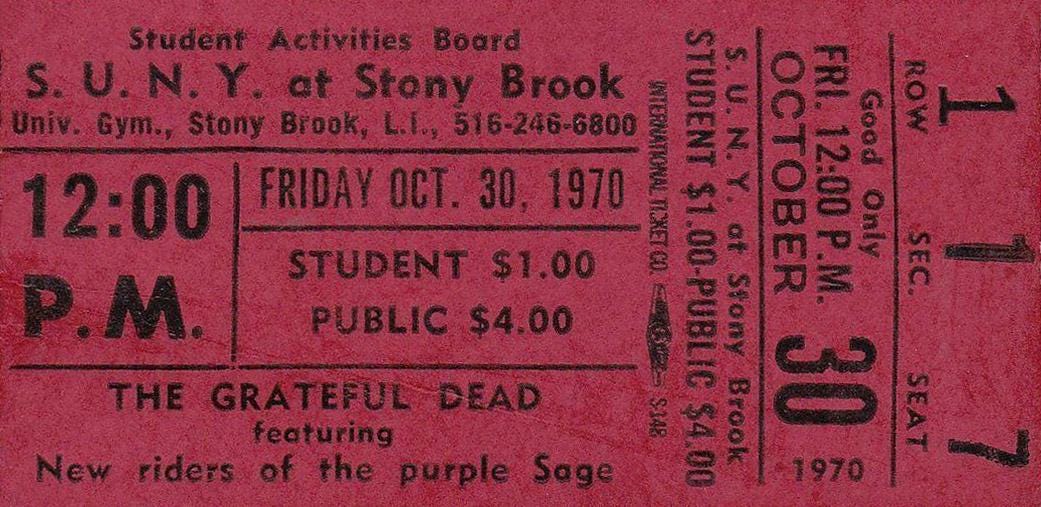 Student Activities Board
S. U. N. Y. at Stony Brook
Univ. Gym., Stony Brook, L.I., 516-246-6800
12:00
P.M.
FRIDAY OCT. 30, 1970
STUDENT $1.00
PUBLIC $4.00
THE GRATEFUL DEAD
featuring
New riders of the purple Sage
INTERNATIONAL TICKET CO.
S-148
S. U. N. Y. at Stony Brook
STUDENT $1.00-PUBLIC $4.00
Good Only
FRI. 12:00 P.M.
OCTOBER 30
1970
ROW SEC. SEAT
1 1 7